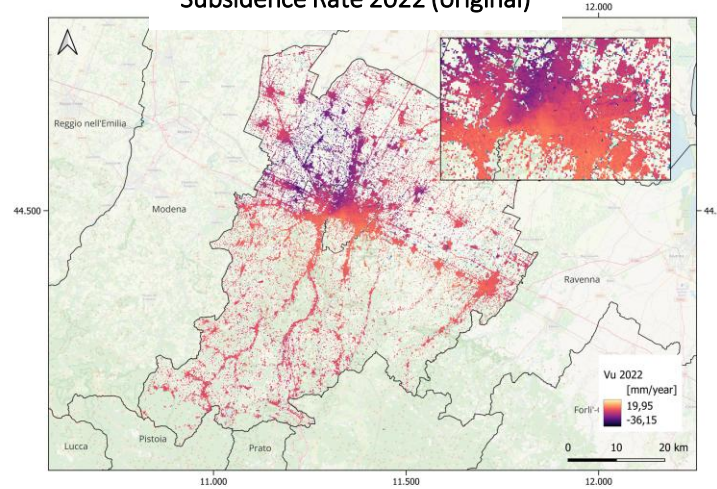 Subsidence Rate 2022 (original)
12.000
Reggio nell'Emilia
44.500
Modena
44.
Ravenna
Vu 2022
[mm/year]
19,95
-36,15
Forlì-
0 10 20 km
Lucca
Pistoia
Prato
11.000 11.500 12.000